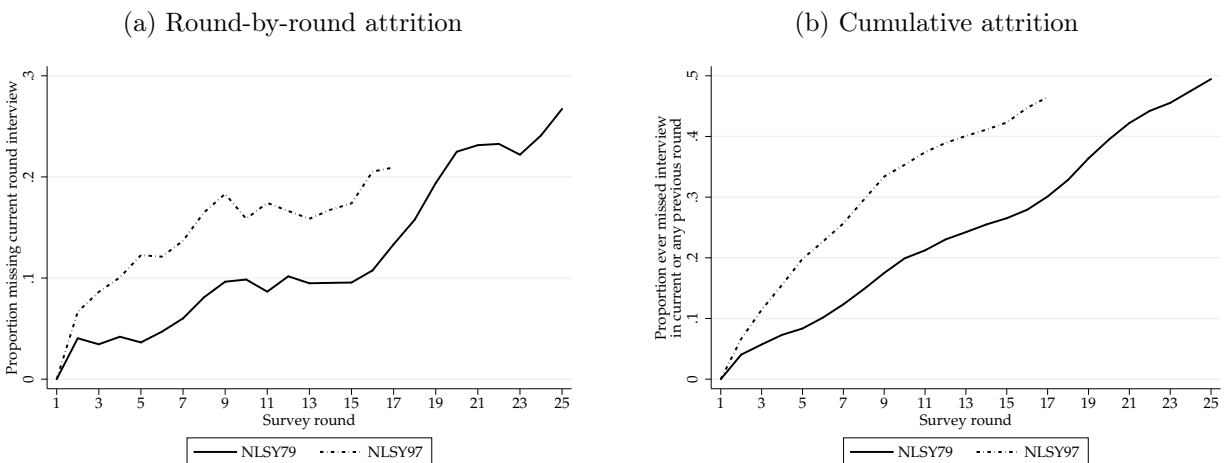 (a) Round-by-round attrition
Proportion missing current round interview
0
.1
.2
.3
1 3 5 7 9 11 13 15 17 19 21 23 25
Survey round
NLSY79 NLSY97
(b) Cumulative attrition
Proportion ever missed interview
in current or any previous round
0
.1
.2
.3
.4
.5
1 3 5 7 9 11 13 15 17 19 21 23 25
Survey round
NLSY79 NLSY97